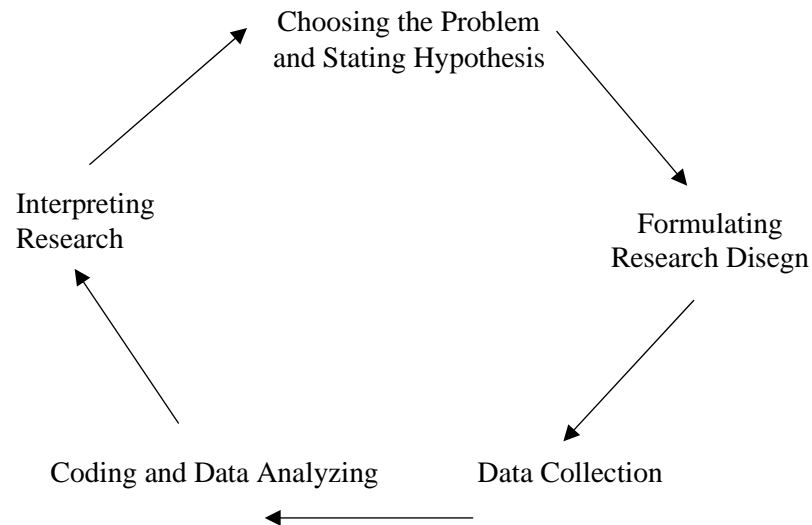 Choosing the Problem
and Stating Hypothesis
Interpreting
Research
Formulating
Research Disegn
Coding and Data Analyzing
Data Collection